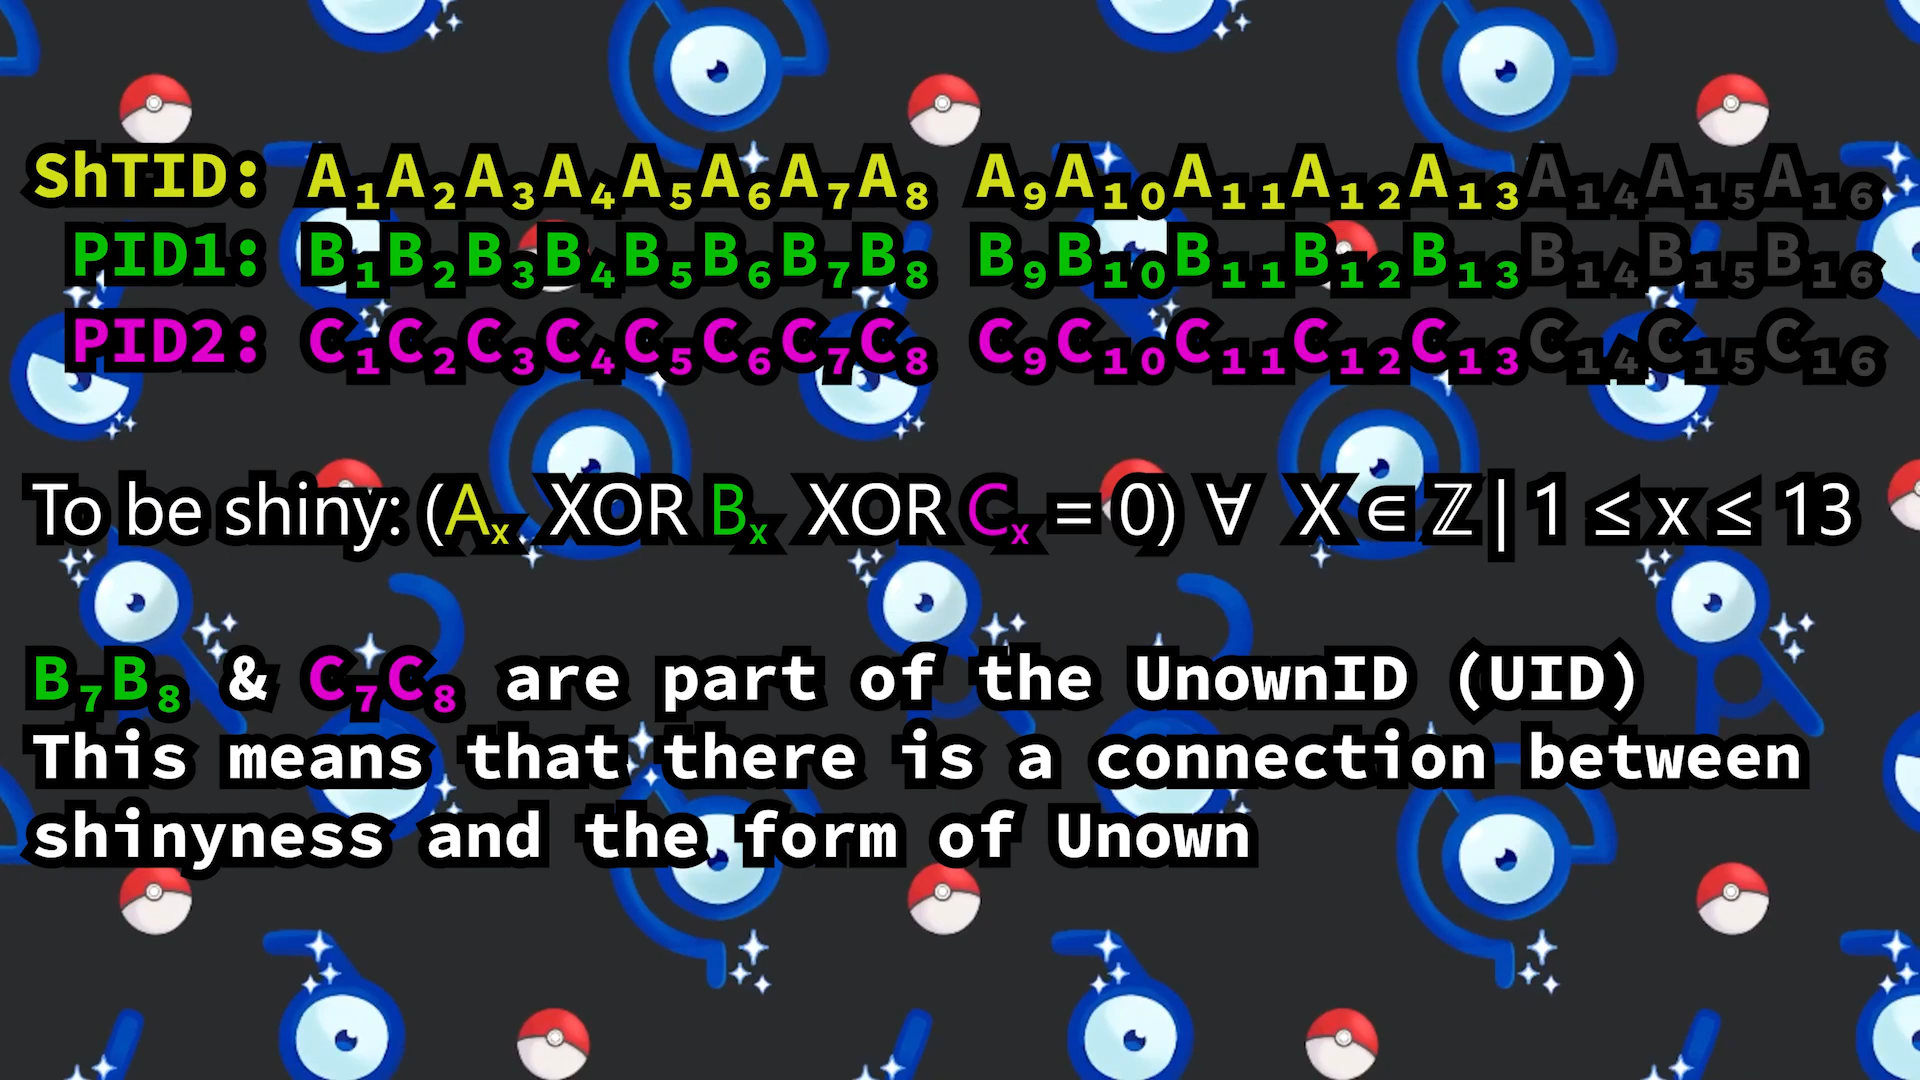 ShTID: A₁A₂A₃A₄A₅A₆A₇A₈ A₉A₁₀A₁₁A₁₂A₁₃A₁₄A₁₅A₁₆
PID1: B₁B₂B₃B₄B₅B₆B₇B₈ B₉B₁₀B₁₁B₁₂B₁₃B₁₄B₁₅B₁₆
PID2: C₁C₂C₃C₄C₅C₆C₇C₈ C₉C₁₀C₁₁C₁₂C₁₃C₁₄C₁₅C₁₆
To be shiny: (Aₓ XOR Bₓ XOR Cₓ = 0) ∀ X ∈ ℤ | 1 ≤ x ≤ 13
B₇B₈ & C₇C₈ are part of the UnownID (UID)
This means that there is a connection between
shinyness and the form of Unown